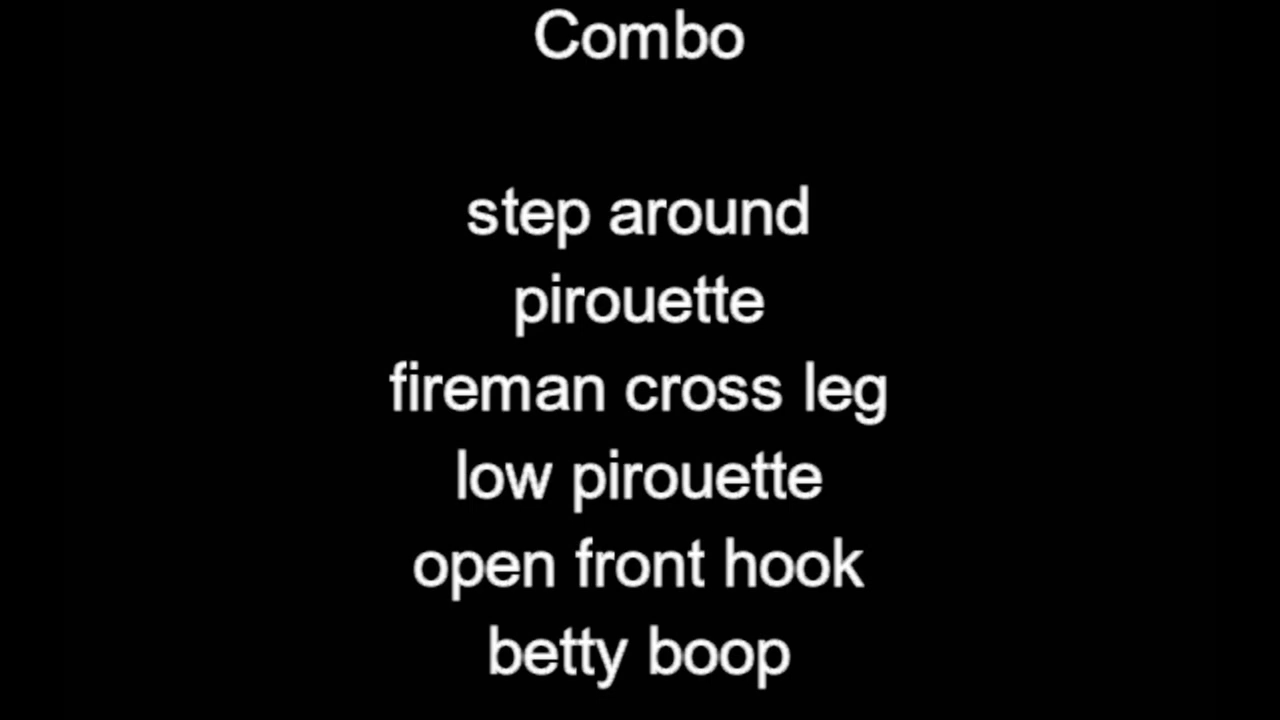 Combo
step around
pirouette
fireman cross leg
low pirouette
open front hook
betty boop